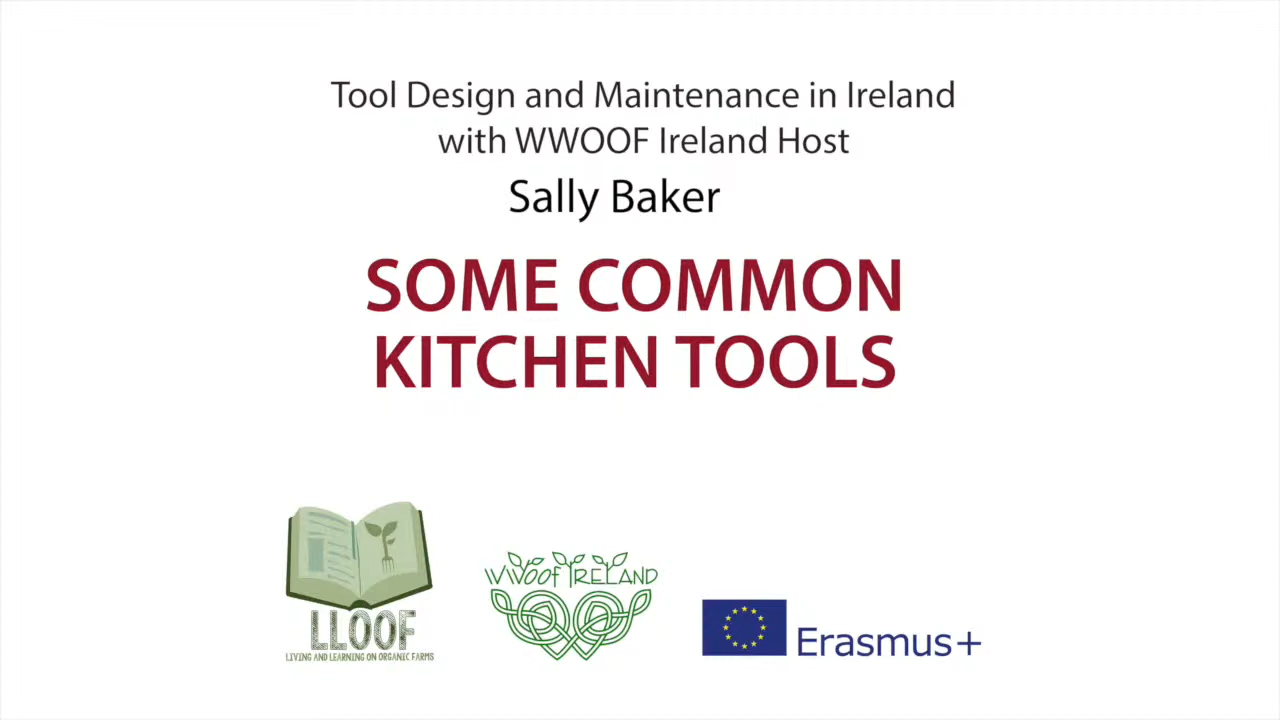 Tool Design and Maintenance in Ireland
with WWOOF Ireland Host
Sally Baker
SOME COMMON
KITCHEN TOOLS
WWOOF IRELAND
LLOOF
LIVING AND LEARNING ON ORGANIC FARMS
Erasmus+